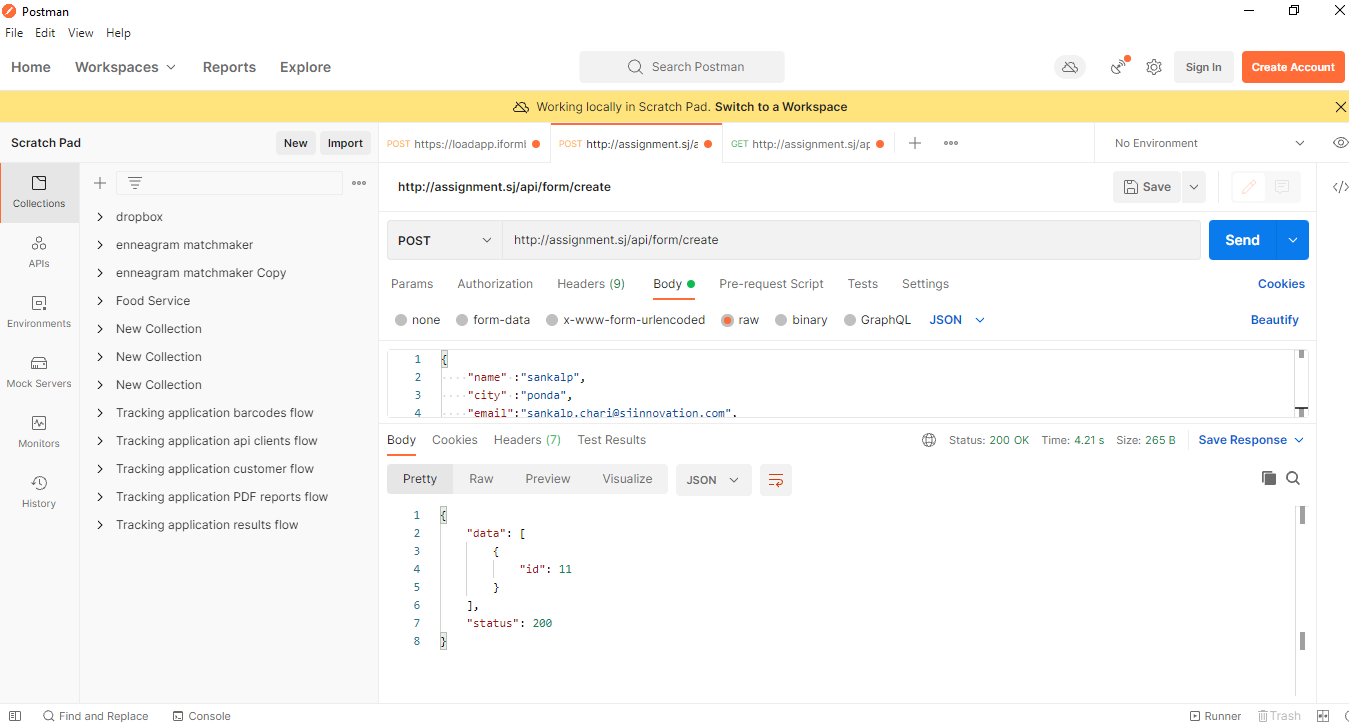 Postman
File Edit View Help
Home Workspaces Reports Explore Search Postman Sign In Create Account
Working locally in Scratch Pad. Switch to a Workspace
Scratch Pad New Import
POST https://loadapp.iforml POST http://assignment.sj/a GET http://assignment.sj/ap No Environment
Collections
APIs
Environments
Mock Servers
Monitors
History
dropbox
enneagram matchmaker
enneagram matchmaker Copy
Food Service
New Collection
New Collection
New Collection
Tracking application barcodes flow
Tracking application api clients flow
Tracking application customer flow
Tracking application PDF reports flow
Tracking application results flow
http://assignment.sj/api/form/create Save </>
POST http://assignment.sj/api/form/create Send
Params Authorization Headers (9) Body Pre-request Script Tests Settings Cookies
none form-data x-www-form-urlencoded raw binary GraphQL JSON Beautify
1 {
2 "name" :"sankalp",
3 "city" :"ponda",
4 "email":"sankalp.chari@sjinnovation.com",
Body Cookies Headers (7) Test Results Status: 200 OK Time: 4.21 s Size: 265 B Save Response
Pretty Raw Preview Visualize JSON
1 {
2 "data": [
3 {
4 "id": 11
5 }
6 ],
7 "status": 200
8 }
Find and Replace Console Runner Trash